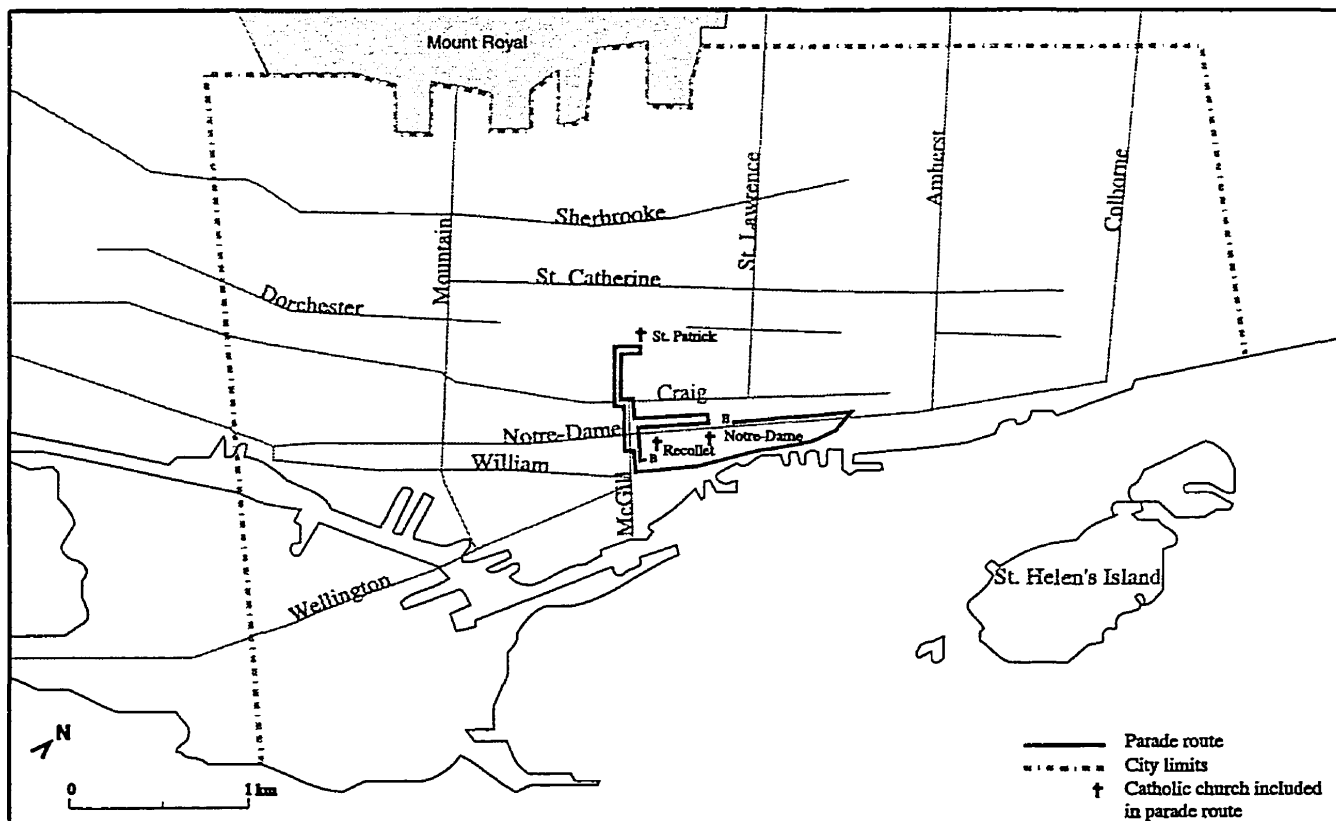 Mount Royal
Sherbrooke
Mountain
St. Lawrence
Amherst
Colborne
St. Catherine
Dorchester
St. Patrick
Craig
B
Notre-Dame
Recollet
Notre-Dame
B
William
McGill
Wellington
St. Helen's Island
N
0 1 km
Parade route
City limits
Catholic church included
in parade route